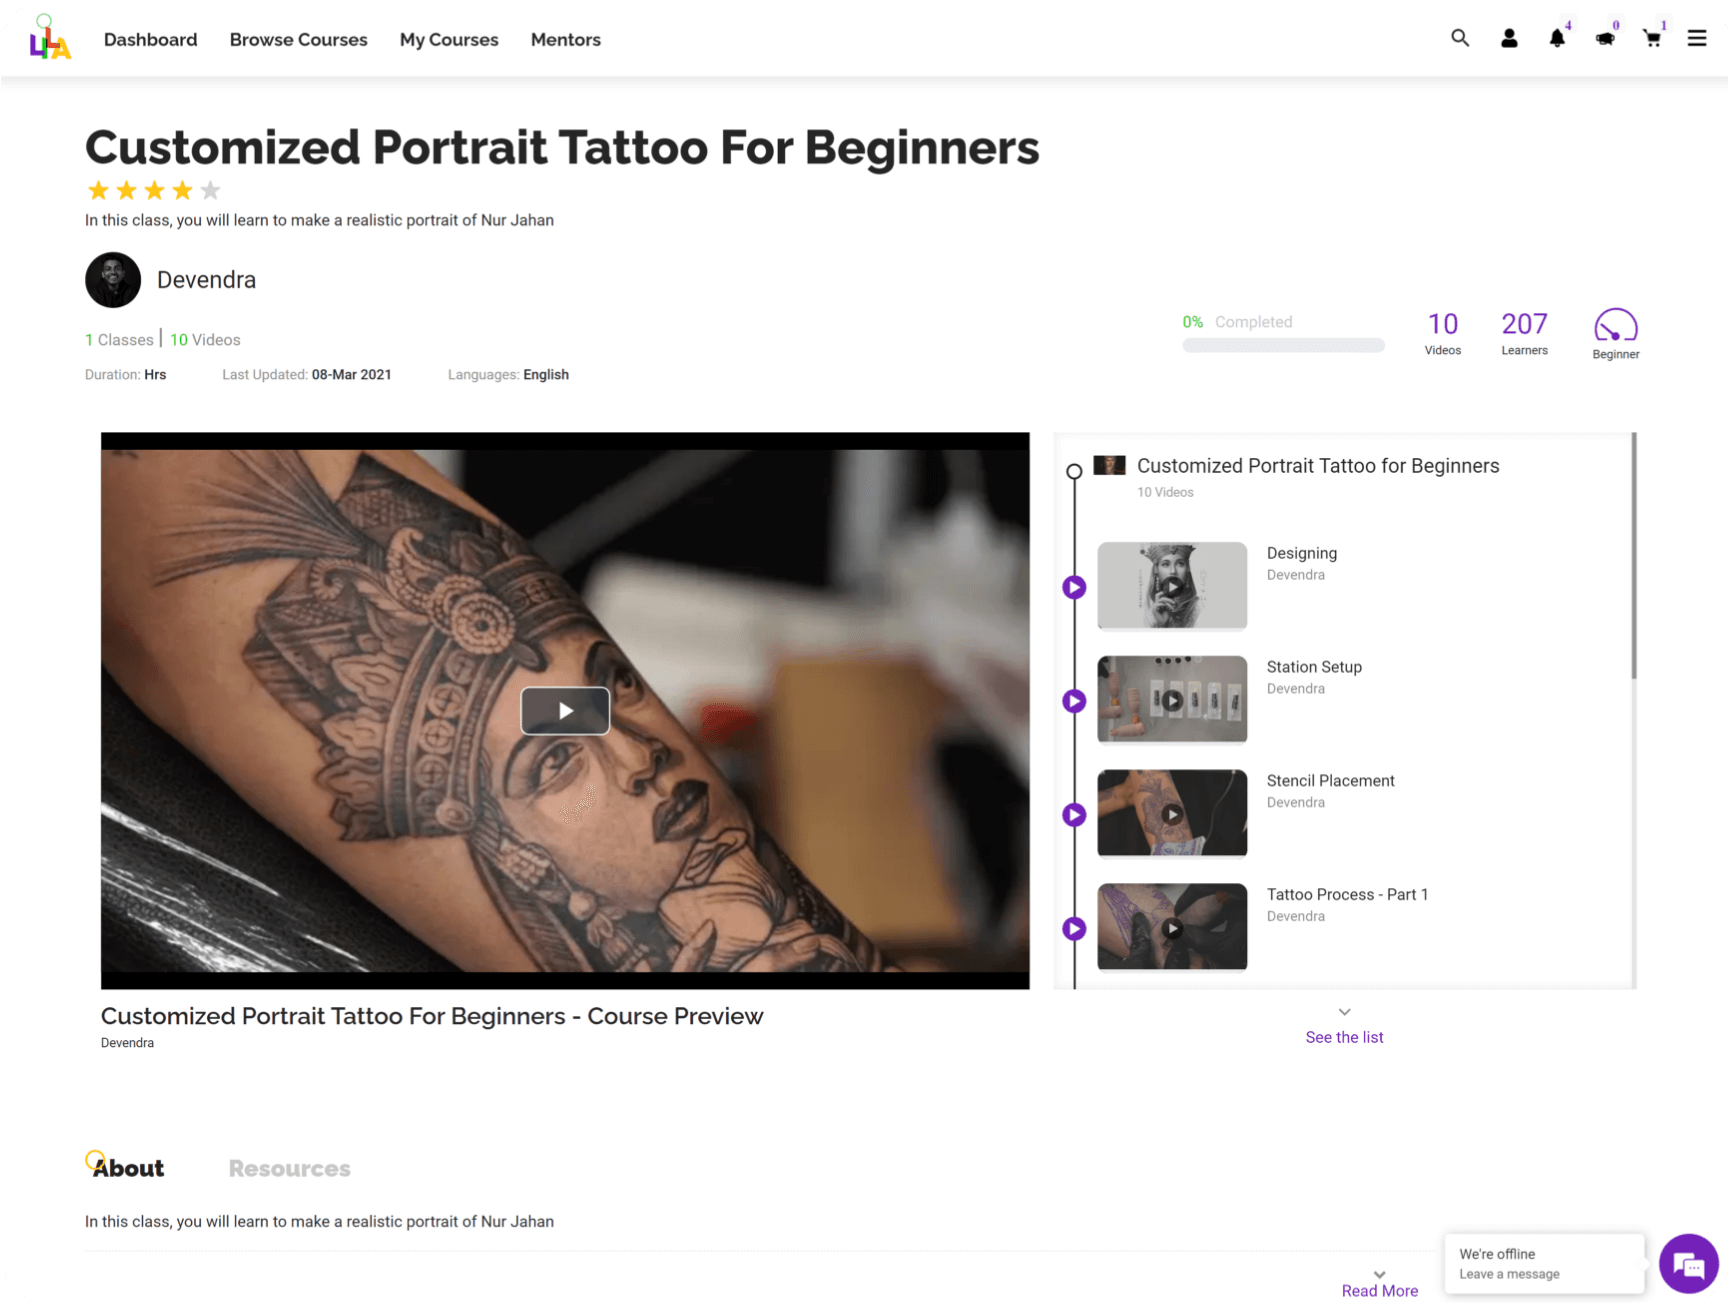 LILA
Dashboard
Browse Courses
My Courses
Mentors
4
0
1
Customized Portrait Tattoo For Beginners
In this class, you will learn to make a realistic portrait of Nur Jahan
Devendra
1 Classes | 10 Videos
Duration: Hrs
Last Updated: 08-Mar 2021
Languages: English
0% Completed
10
Videos
207
Learners
Beginner
Customized Portrait Tattoo for Beginners
10 Videos
Designing
Devendra
Station Setup
Devendra
Stencil Placement
Devendra
Tattoo Process - Part 1
Devendra
See the list
Customized Portrait Tattoo For Beginners - Course Preview
Devendra
About
Resources
In this class, you will learn to make a realistic portrait of Nur Jahan
Read More
We're offline
Leave a message